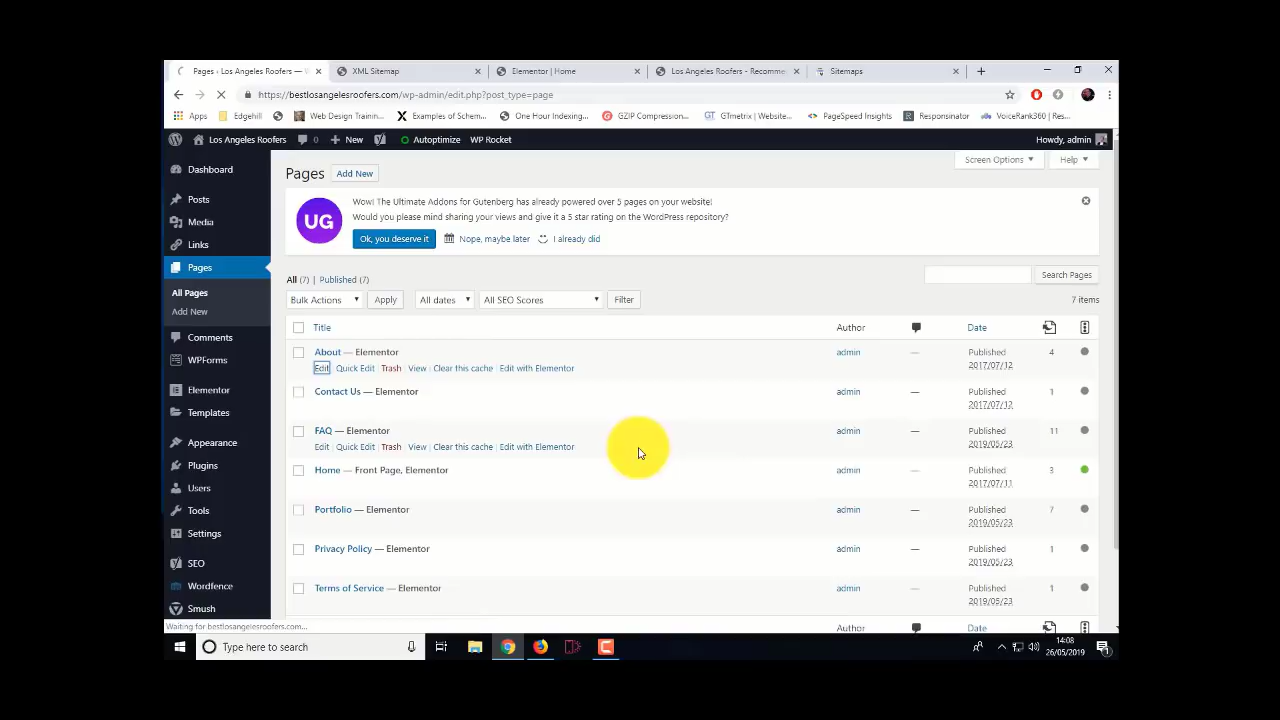 Pages ‹ Los Angeles Roofers —
XML Sitemap
Elementor | Home
Los Angeles Roofers - Recomme
Sitemaps
https://bestlosangelesroofers.com/wp-admin/edit.php?post_type=page
Apps
Edgehill
Web Design Trainin...
Examples of Schem...
One Hour Indexing...
GZIP Compression...
GTmetrix | Website...
PageSpeed Insights
Responsinator
VoiceRank360 | Res...
Los Angeles Roofers
0
New
Autoptimize
WP Rocket
Howdy, admin
Dashboard
Posts
Media
Links
Pages
All Pages
Add New
Comments
WPForms
Elementor
Templates
Appearance
Plugins
Users
Tools
Settings
SEO
Wordfence
Smush
Screen Options
Help
Pages
Add New
UG
Wow! The Ultimate Addons for Gutenberg has already powered over 5 pages on your website!
Would you please mind sharing your views and give it a 5 star rating on the WordPress repository?
Ok, you deserve it
Nope, maybe later
I already did
All (7) | Published (7)
Search Pages
Bulk Actions
Apply
All dates
All SEO Scores
Filter
7 items
Title
Author
Date
About — Elementor
admin
—
Published
4
Edit
Quick Edit | Trash | View | Clear this cache | Edit with Elementor
2017/07/12
Contact Us — Elementor
admin
—
Published
1
2017/07/12
FAQ — Elementor
admin
—
Published
11
Edit | Quick Edit | Trash | View | Clear this cache | Edit with Elementor
2019/05/23
Home — Front Page, Elementor
admin
—
Published
3
2017/07/11
Portfolio — Elementor
admin
—
Published
7
2019/05/23
Privacy Policy — Elementor
admin
—
Published
1
2019/05/23
Terms of Service — Elementor
admin
—
Published
1
2019/05/23
Author
Date
Waiting for bestlosangelesroofers.com...
Type here to search
14:08
26/05/2019
1